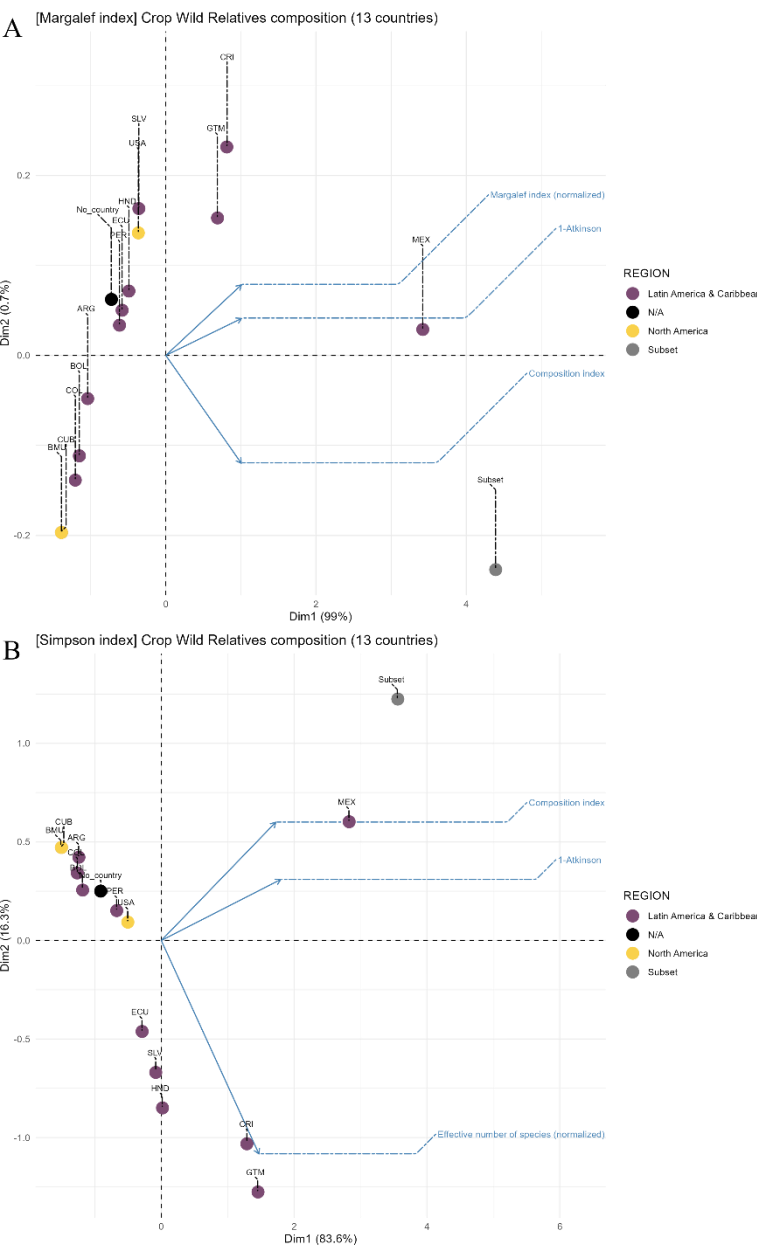 A
[Margalef index] Crop Wild Relatives composition (13 countries)
CRI
SLV
GTM
USA
0.2
HND
No_country
ECU
PER
Margalef index (normalized)
1-Atkinson
MEX
REGION
Latin America & Caribbean
N/A
North America
Subset
Dim2 (0.7%)
ARG
0.0
BOL
COL
Composition index
CUB
BMU
Subset
-0.2
0
2
4
Dim1 (99%)
B
[Simpson index] Crop Wild Relatives composition (13 countries)
Subset
1.0
MEX
Composition index
CUB
BMU
ARG
0.5
COL
BOL
No_country
PER
USA
1-Atkinson
REGION
Latin America & Caribbean
N/A
North America
Subset
Dim2 (16.3%)
0.0
ECU
-0.5
SLV
HND
CRI
Effective number of species (normalized)
-1.0
GTM
0
2
4
6
Dim1 (83.6%)